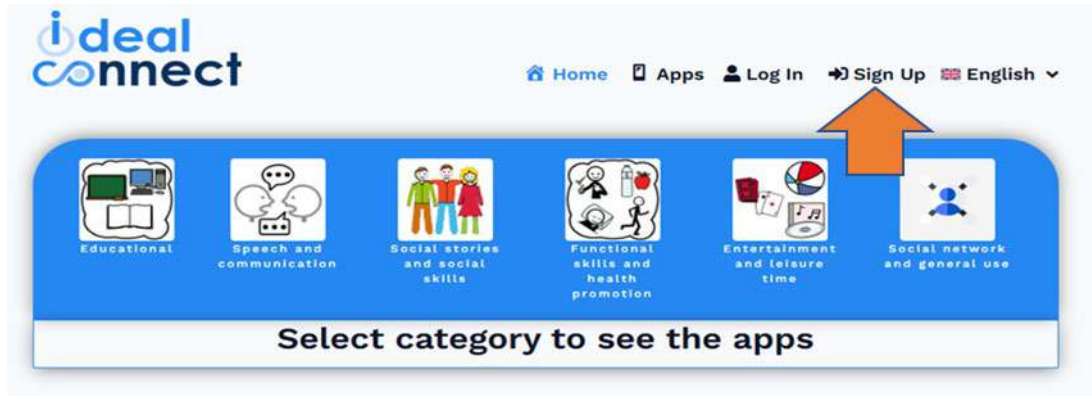 ideal
connect
Home Apps Log In Sign Up English
Educational
Speech and
communication
Social stories
and social
skills
Functional
skills and
health
promotion
Entertainment
and leisure
time
Social network
and general use
Select category to see the apps